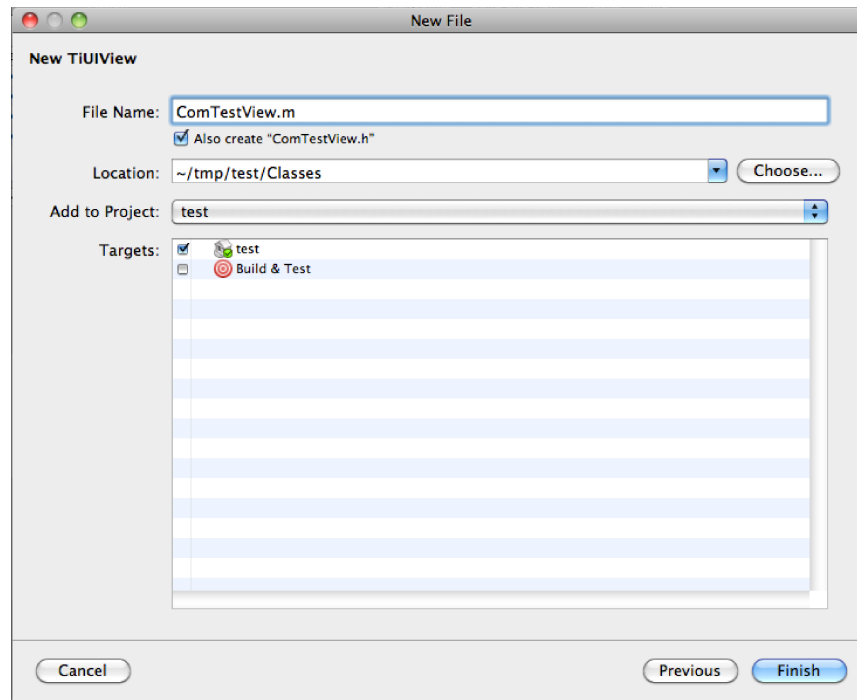 New File
New TiUIView
File Name: ComTestView.m
Also create "ComTestView.h"
Location: ~/tmp/test/Classes Choose...
Add to Project: test
Targets: test
Build & Test
Cancel Previous Finish